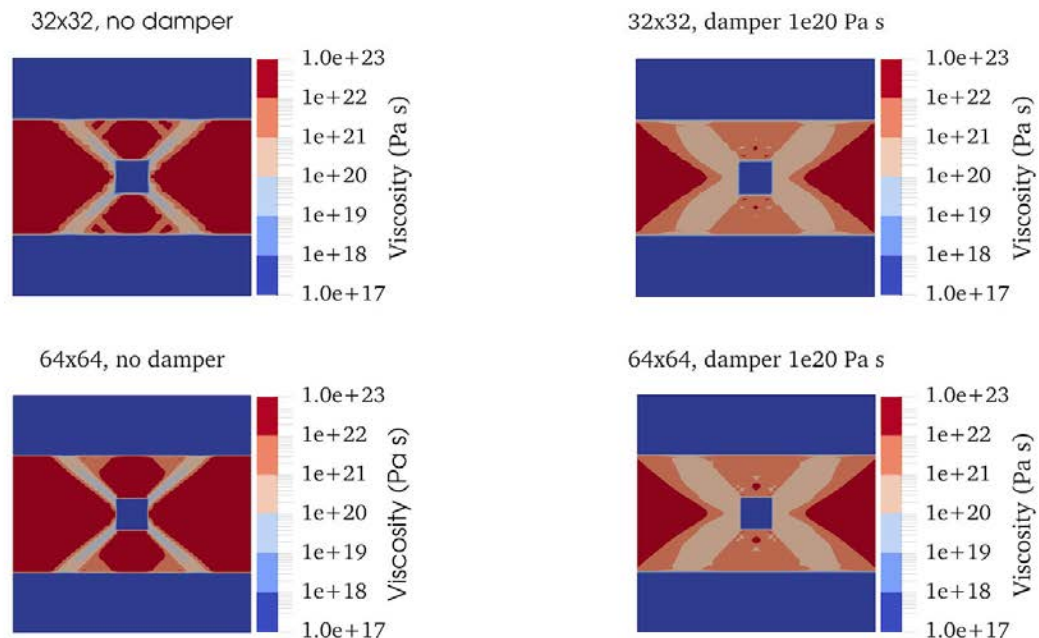 32x32, no damper
1.0e+23
1e+22
1e+21
1e+20
1e+19
1e+18
1.0e+17
Viscosity (Pa s)
32x32, damper 1e20 Pa s
1.0e+23
1e+22
1e+21
1e+20
1e+19
1e+18
1.0e+17
Viscosity (Pa s)
64x64, no damper
1.0e+23
1e+22
1e+21
1e+20
1e+19
1e+18
1.0e+17
Viscosity (Pa s)
64x64, damper 1e20 Pa s
1.0e+23
1e+22
1e+21
1e+20
1e+19
1e+18
1.0e+17
Viscosity (Pa s)